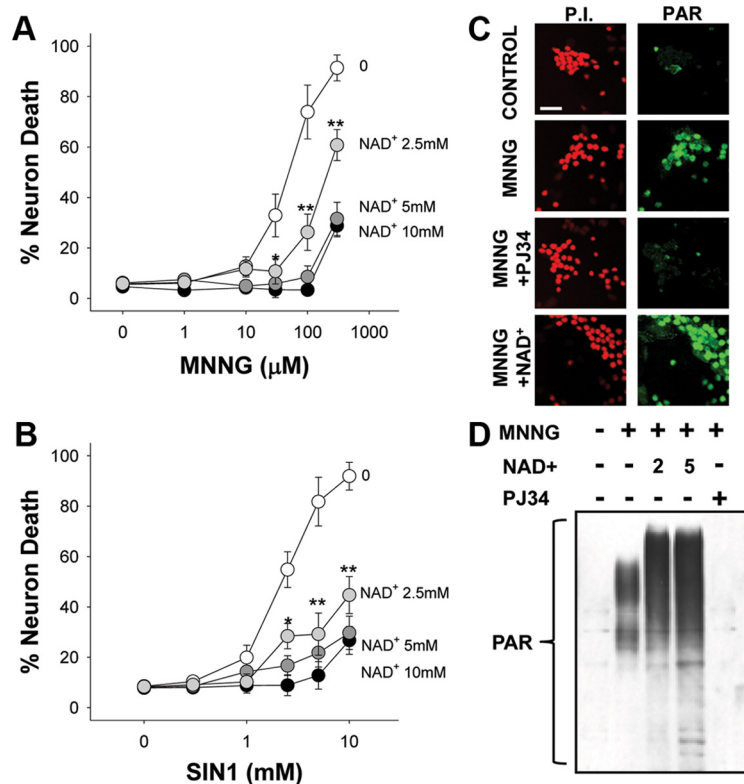 A
% Neuron Death
100
80
60
40
20
0
0
**
NAD+ 2.5mM
**
NAD+ 5mM
NAD+ 10mM
*
0 1 10 100 1000
MNNG (μM)
B
% Neuron Death
100
80
60
40
20
0
0
**
NAD+ 2.5mM
**
*
NAD+ 5mM
NAD+ 10mM
0 1 10
SIN1 (mM)
C
P.I. PAR
CONTROL
MNNG
MNNG
+PJ34
MNNG
+NAD+
D
MNNG - + + + +
NAD+ - - 2 5 -
PJ34 - - - - +
PAR